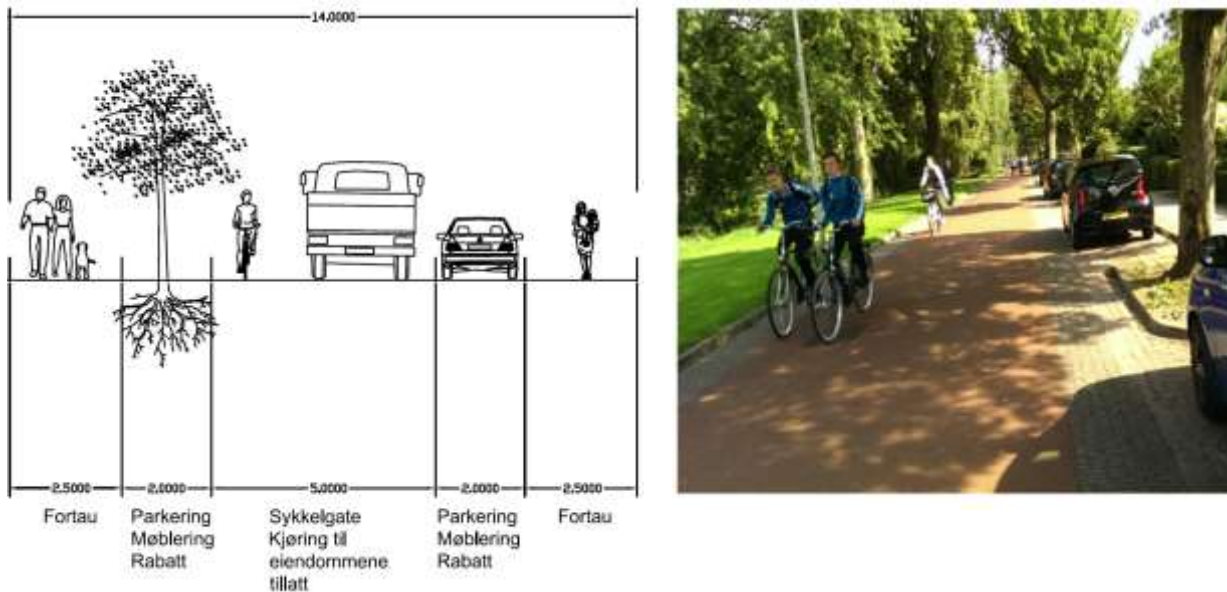 14.0000
2.5000
2.0000
5.0000
2.0000
2.5000
Fortau
Parkering
Møblering
Rabatt
Sykkelgate
Kjøring til
eiendommene
tillatt
Parkering
Møblering
Rabatt
Fortau